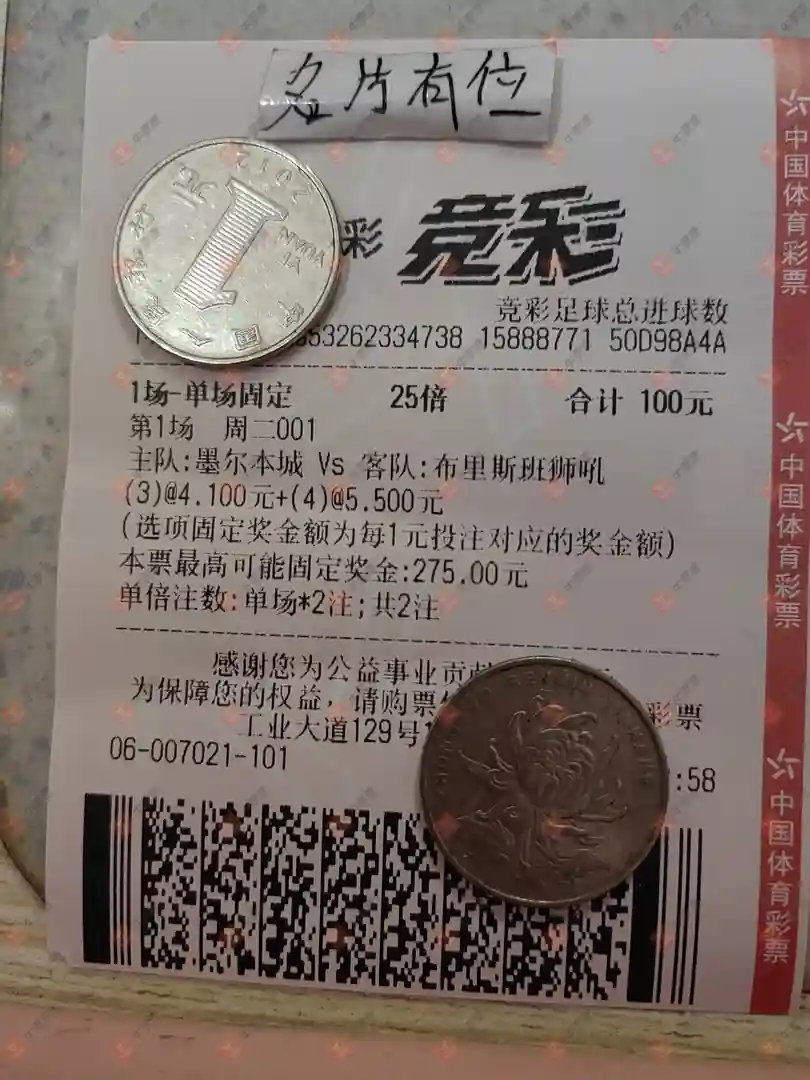 名片有位
2012
元
YI
YUAN
1
彩 竞彩
竞彩足球总进球数
53262334738 15888771 50D98A4A
1场-单场固定 25倍 合计 100元
第1场 周二001
主队:墨尔本城 Vs 客队:布里斯班狮吼
(3)@4.100元+(4)@5.500元
(选项固定奖金额为每1元投注对应的奖金额)
本票最高可能固定奖金:275.00元
单倍注数:单场*2注;共2注
感谢您为公益事业贡献
为保障您的权益，请购票 彩票
工业大道129号
06-007021-101 :58
中国体育彩票
中国体育彩票
中国体育彩票